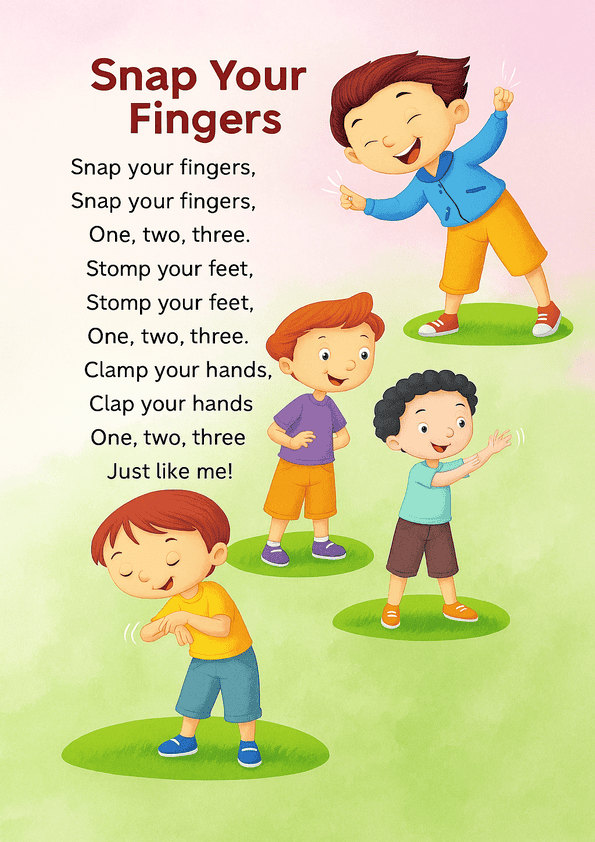 Snap Your
Fingers
Snap your fingers,
Snap your fingers,
One, two, three.
Stomp your feet,
Stomp your feet,
One, two, three.
Clamp your hands,
Clap your hands
One, two, three
Just like me!